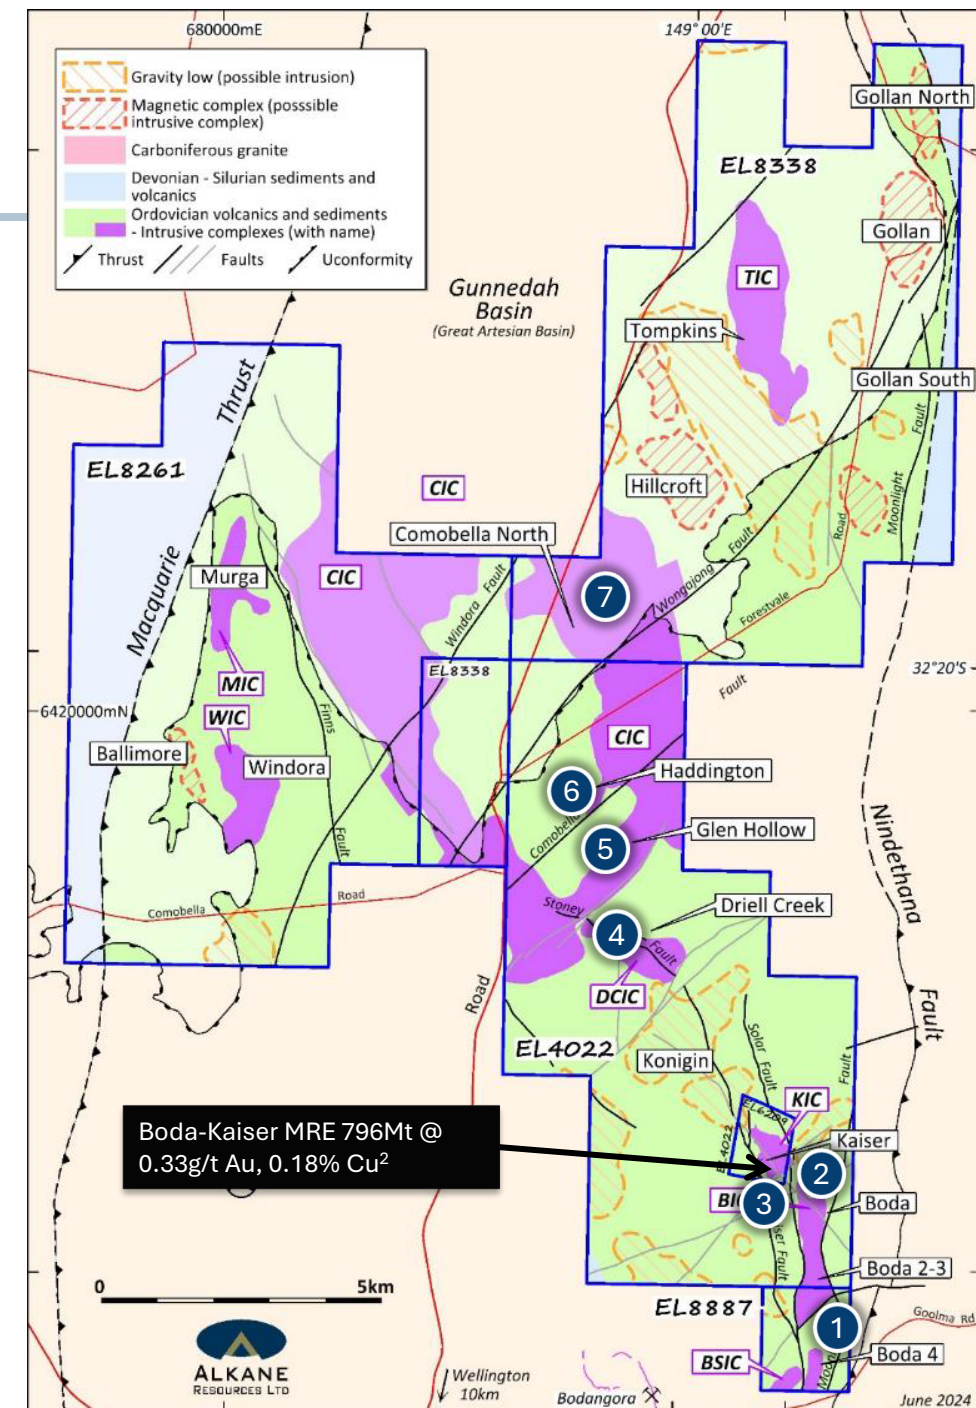 680000mE
149° 00'E
Gravity low (possible intrusion)
Magnetic complex (posssible
intrusive complex)
Carboniferous granite
Devonian - Silurian sediments and
volcanics
Ordovician volcanics and sediments
- Intrusive complexes (with name)
Thrust
Faults
Uconformity
Gollan North
EL8338
Gollan
TIC
Gunnedah
Basin
(Great Artesian Basin)
Tompkins
Gollan South
Macquarie Thrust
EL8261
CIC
Hillcroft
Moonlight Fault
Road
Comobella North
CIC
Murga
Windora Fault
7
Wongajong Fault
Forestvale
EL8338
32°20'S
Fault
MIC
6420000mN
WIC
CIC
Ballimore
Windora
Finns
Fault
6
Haddington
Comobella
5
Glen Hollow
Nindethana
Fault
Comobella Road
Driell Creek
Stoney Fault
4
DCIC
Road
EL4022
Konigin
Solar Fault
Fault
KIC
EL6209
EL4022
Kaiser
Boda-Kaiser MRE 796Mt @
0.33g/t Au, 0.18% Cu2
2
3
Boda
Fault
Boda 2-3
0
5km
EL8887
Goolma Rd
1
Boda 4
BSIC
ALKANE
RESOURCES LTD
Wellington
10km
Bodangora
June 2024